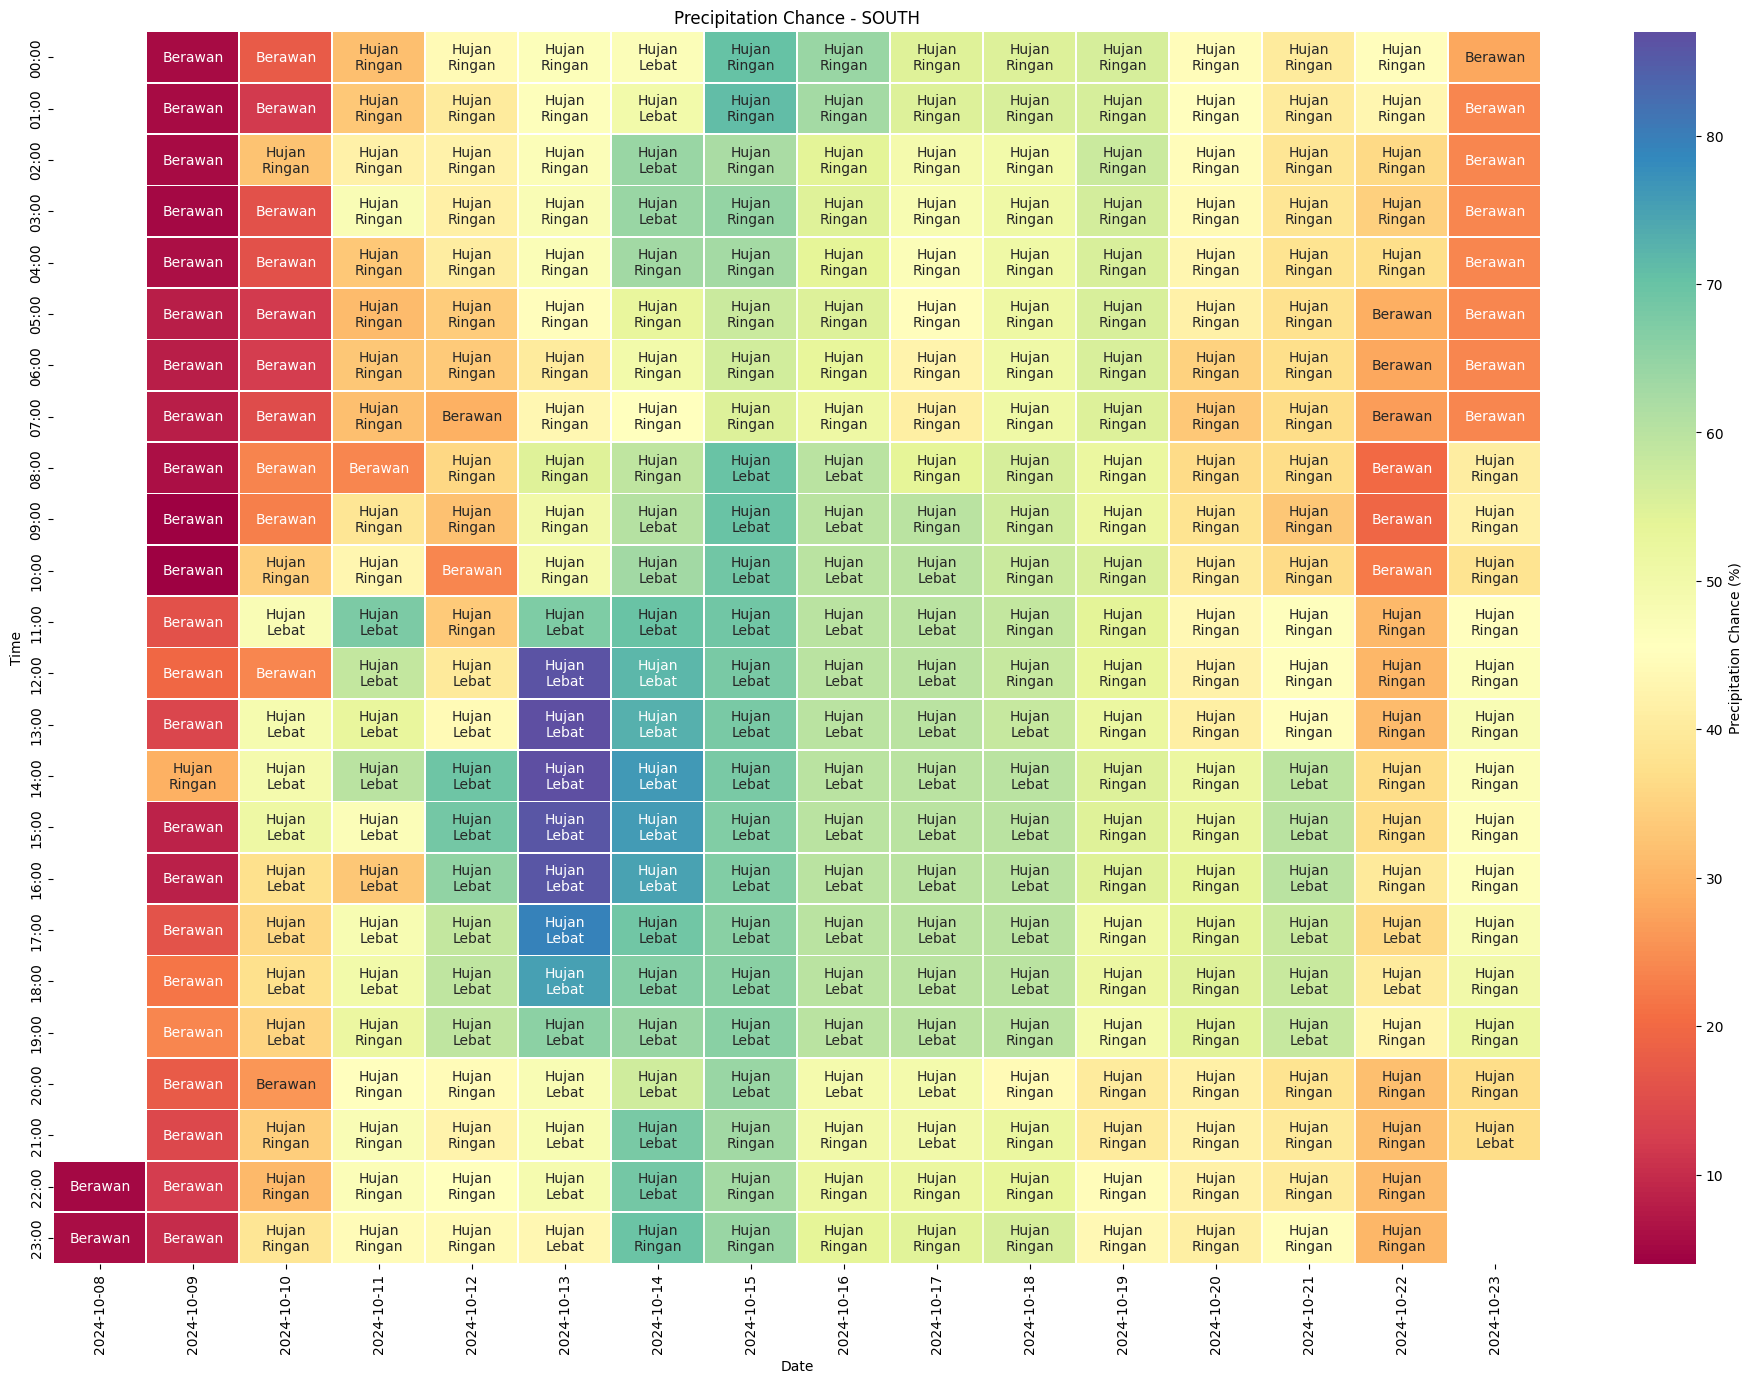 Precipitation Chance - SOUTH
00:00 Berawan Berawan Hujan Ringan Hujan Ringan Hujan Ringan Hujan Lebat Hujan Ringan Hujan Ringan Hujan Ringan Hujan Ringan Hujan Ringan Hujan Ringan Hujan Ringan Hujan Ringan Berawan
01:00 Berawan Berawan Hujan Ringan Hujan Ringan Hujan Ringan Hujan Lebat Hujan Ringan Hujan Ringan Hujan Ringan Hujan Ringan Hujan Ringan Hujan Ringan Hujan Ringan Hujan Ringan Berawan
02:00 Berawan Hujan Ringan Hujan Ringan Hujan Ringan Hujan Ringan Hujan Lebat Hujan Ringan Hujan Ringan Hujan Ringan Hujan Ringan Hujan Ringan Hujan Ringan Hujan Ringan Hujan Ringan Berawan
03:00 Berawan Berawan Hujan Ringan Hujan Ringan Hujan Ringan Hujan Lebat Hujan Ringan Hujan Ringan Hujan Ringan Hujan Ringan Hujan Ringan Hujan Ringan Hujan Ringan Hujan Ringan Berawan
04:00 Berawan Berawan Hujan Ringan Hujan Ringan Hujan Ringan Hujan Ringan Hujan Ringan Hujan Ringan Hujan Ringan Hujan Ringan Hujan Ringan Hujan Ringan Hujan Ringan Hujan Ringan Berawan
05:00 Berawan Berawan Hujan Ringan Hujan Ringan Hujan Ringan Hujan Ringan Hujan Ringan Hujan Ringan Hujan Ringan Hujan Ringan Hujan Ringan Hujan Ringan Hujan Ringan Berawan Berawan
06:00 Berawan Berawan Hujan Ringan Hujan Ringan Hujan Ringan Hujan Ringan Hujan Ringan Hujan Ringan Hujan Ringan Hujan Ringan Hujan Ringan Hujan Ringan Hujan Ringan Berawan Berawan
07:00 Berawan Berawan Hujan Ringan Berawan Hujan Ringan Hujan Ringan Hujan Ringan Hujan Ringan Hujan Ringan Hujan Ringan Hujan Ringan Hujan Ringan Hujan Ringan Berawan Berawan
08:00 Berawan Berawan Berawan Hujan Ringan Hujan Ringan Hujan Ringan Hujan Lebat Hujan Lebat Hujan Ringan Hujan Ringan Hujan Ringan Hujan Ringan Hujan Ringan Berawan Hujan Ringan
09:00 Berawan Berawan Hujan Ringan Hujan Ringan Hujan Ringan Hujan Lebat Hujan Lebat Hujan Lebat Hujan Ringan Hujan Ringan Hujan Ringan Hujan Ringan Hujan Ringan Berawan Hujan Ringan
10:00 Berawan Hujan Ringan Hujan Ringan Berawan Hujan Ringan Hujan Lebat Hujan Lebat Hujan Lebat Hujan Lebat Hujan Ringan Hujan Ringan Hujan Ringan Hujan Ringan Berawan Hujan Ringan
11:00 Berawan Hujan Lebat Hujan Lebat Hujan Ringan Hujan Lebat Hujan Lebat Hujan Lebat Hujan Lebat Hujan Lebat Hujan Ringan Hujan Ringan Hujan Ringan Hujan Ringan Hujan Ringan Hujan Ringan
12:00 Berawan Berawan Hujan Lebat Hujan Lebat Hujan Lebat Hujan Lebat Hujan Lebat Hujan Lebat Hujan Lebat Hujan Ringan Hujan Ringan Hujan Ringan Hujan Ringan Hujan Ringan Hujan Ringan
13:00 Berawan Hujan Lebat Hujan Lebat Hujan Lebat Hujan Lebat Hujan Lebat Hujan Lebat Hujan Lebat Hujan Lebat Hujan Lebat Hujan Ringan Hujan Ringan Hujan Ringan Hujan Ringan Hujan Ringan
14:00 Hujan Ringan Hujan Lebat Hujan Lebat Hujan Lebat Hujan Lebat Hujan Lebat Hujan Lebat Hujan Lebat Hujan Lebat Hujan Lebat Hujan Ringan Hujan Ringan Hujan Lebat Hujan Ringan Hujan Ringan
15:00 Berawan Hujan Lebat Hujan Lebat Hujan Lebat Hujan Lebat Hujan Lebat Hujan Lebat Hujan Lebat Hujan Lebat Hujan Lebat Hujan Ringan Hujan Ringan Hujan Lebat Hujan Ringan Hujan Ringan
16:00 Berawan Hujan Lebat Hujan Lebat Hujan Lebat Hujan Lebat Hujan Lebat Hujan Lebat Hujan Lebat Hujan Lebat Hujan Lebat Hujan Ringan Hujan Ringan Hujan Lebat Hujan Ringan Hujan Ringan
17:00 Berawan Hujan Lebat Hujan Lebat Hujan Lebat Hujan Lebat Hujan Lebat Hujan Lebat Hujan Lebat Hujan Lebat Hujan Lebat Hujan Ringan Hujan Ringan Hujan Lebat Hujan Lebat Hujan Ringan
18:00 Berawan Hujan Lebat Hujan Lebat Hujan Lebat Hujan Lebat Hujan Lebat Hujan Lebat Hujan Lebat Hujan Lebat Hujan Lebat Hujan Ringan Hujan Ringan Hujan Lebat Hujan Lebat Hujan Ringan
19:00 Berawan Hujan Lebat Hujan Ringan Hujan Lebat Hujan Lebat Hujan Lebat Hujan Lebat Hujan Lebat Hujan Lebat Hujan Ringan Hujan Ringan Hujan Ringan Hujan Lebat Hujan Ringan Hujan Ringan
20:00 Berawan Berawan Hujan Ringan Hujan Ringan Hujan Lebat Hujan Lebat Hujan Lebat Hujan Lebat Hujan Lebat Hujan Ringan Hujan Ringan Hujan Ringan Hujan Ringan Hujan Ringan Hujan Ringan
21:00 Berawan Hujan Ringan Hujan Ringan Hujan Ringan Hujan Lebat Hujan Lebat Hujan Ringan Hujan Ringan Hujan Lebat Hujan Ringan Hujan Ringan Hujan Ringan Hujan Ringan Hujan Ringan Hujan Lebat
22:00 Berawan Berawan Hujan Ringan Hujan Ringan Hujan Ringan Hujan Lebat Hujan Lebat Hujan Ringan Hujan Ringan Hujan Ringan Hujan Ringan Hujan Ringan Hujan Ringan Hujan Ringan Hujan Ringan
23:00 Berawan Berawan Hujan Ringan Hujan Ringan Hujan Ringan Hujan Lebat Hujan Ringan Hujan Ringan Hujan Ringan Hujan Ringan Hujan Ringan Hujan Ringan Hujan Ringan Hujan Ringan Hujan Ringan
Time
2024-10-08 2024-10-09 2024-10-10 2024-10-11 2024-10-12 2024-10-13 2024-10-14 2024-10-15 2024-10-16 2024-10-17 2024-10-18 2024-10-19 2024-10-20 2024-10-21 2024-10-22 2024-10-23
Date
80
70
60
50
40
30
20
10
Precipitation Chance (%)